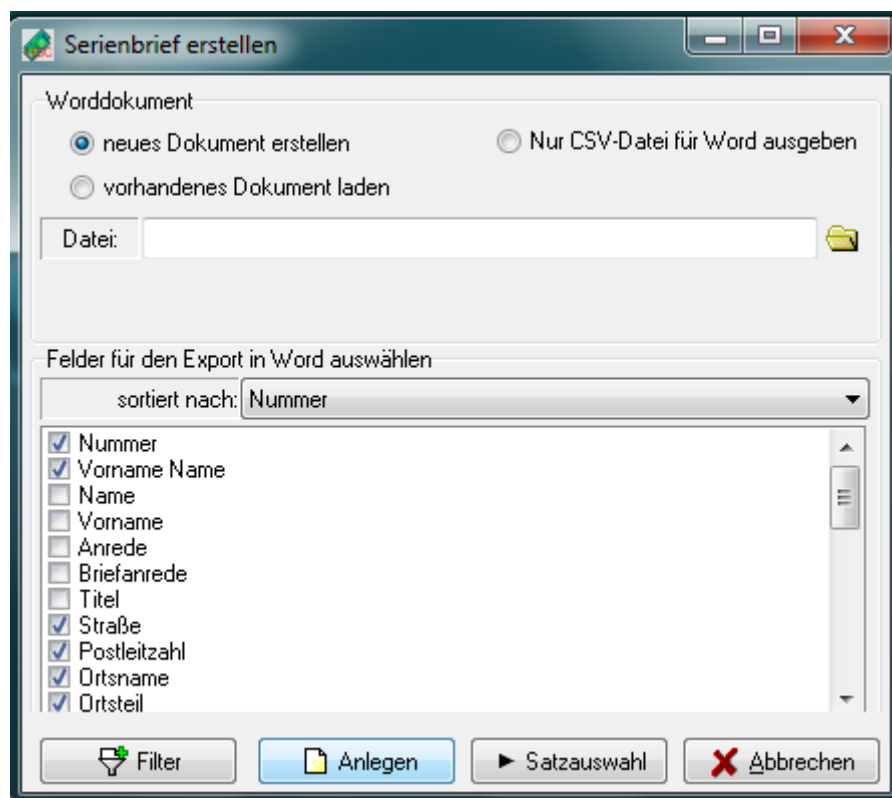 Serienbrief erstellen
Worddokument
neues Dokument erstellen
Nur CSV-Datei für Word ausgeben
vorhandenes Dokument laden
Datei:
Felder für den Export in Word auswählen
sortiert nach: Nummer
Nummer
Vorname Name
Name
Vorname
Anrede
Briefanrede
Titel
Straße
Postleitzahl
Ortsname
Ortsteil
Filter
Anlegen
Satzauswahl
Abbrechen